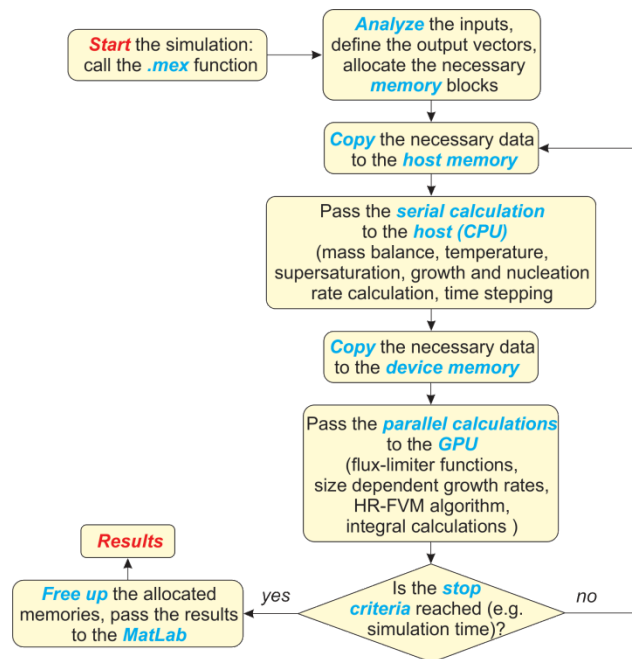 Start the simulation:
call the .mex function
Analyze the inputs,
define the output vectors,
allocate the necessary
memory blocks
Copy the necessary data
to the host memory
Pass the serial calculation
to the host (CPU)
(mass balance, temperature,
supersaturation, growth and nucleation
rate calculation, time stepping
Copy the necessary data
to the device memory
Pass the parallel calculations
to the GPU
(flux-limiter functions,
size dependent growth rates,
HR-FVM algorithm,
integral calculations )
Is the stop
criteria reached (e.g.
simulation time)?
no
yes
Free up the allocated
memories, pass the results
to the MatLab
Results